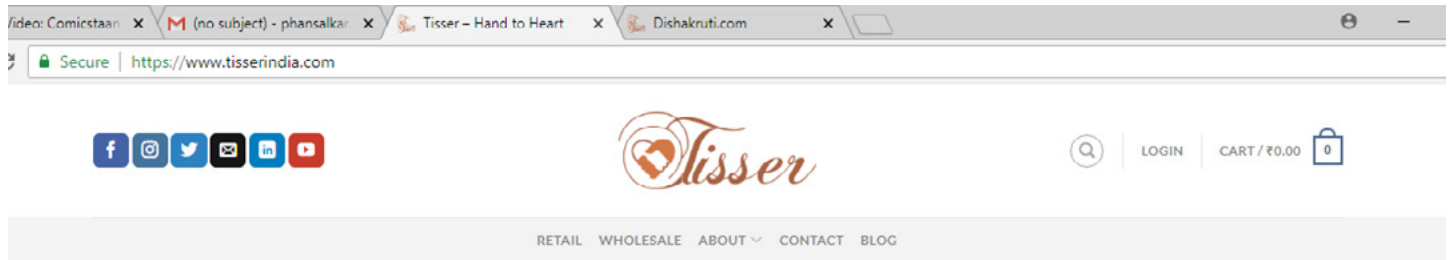 Video: Comicstaan (no subject) - phansalkar Tisser – Hand to Heart Dishakruti.com
Secure https://www.tisserindia.com
Tisser
LOGIN CART / ₹0.00 0
RETAIL WHOLESALE ABOUT CONTACT BLOG